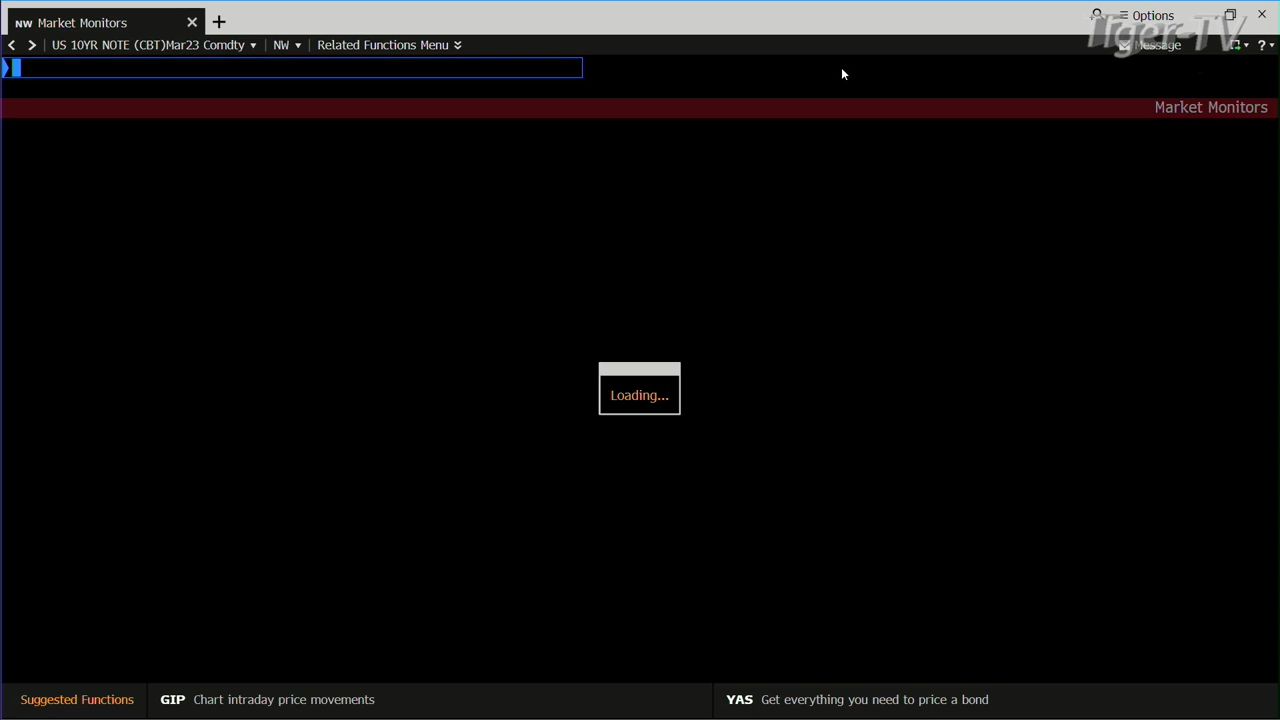 NW Market Monitors
Options
US 10YR NOTE (CBT)Mar23 Comdty
NW
Related Functions Menu
Message
?
Tiger-TV
Market Monitors
Loading...
Suggested Functions
GIP Chart intraday price movements
YAS Get everything you need to price a bond